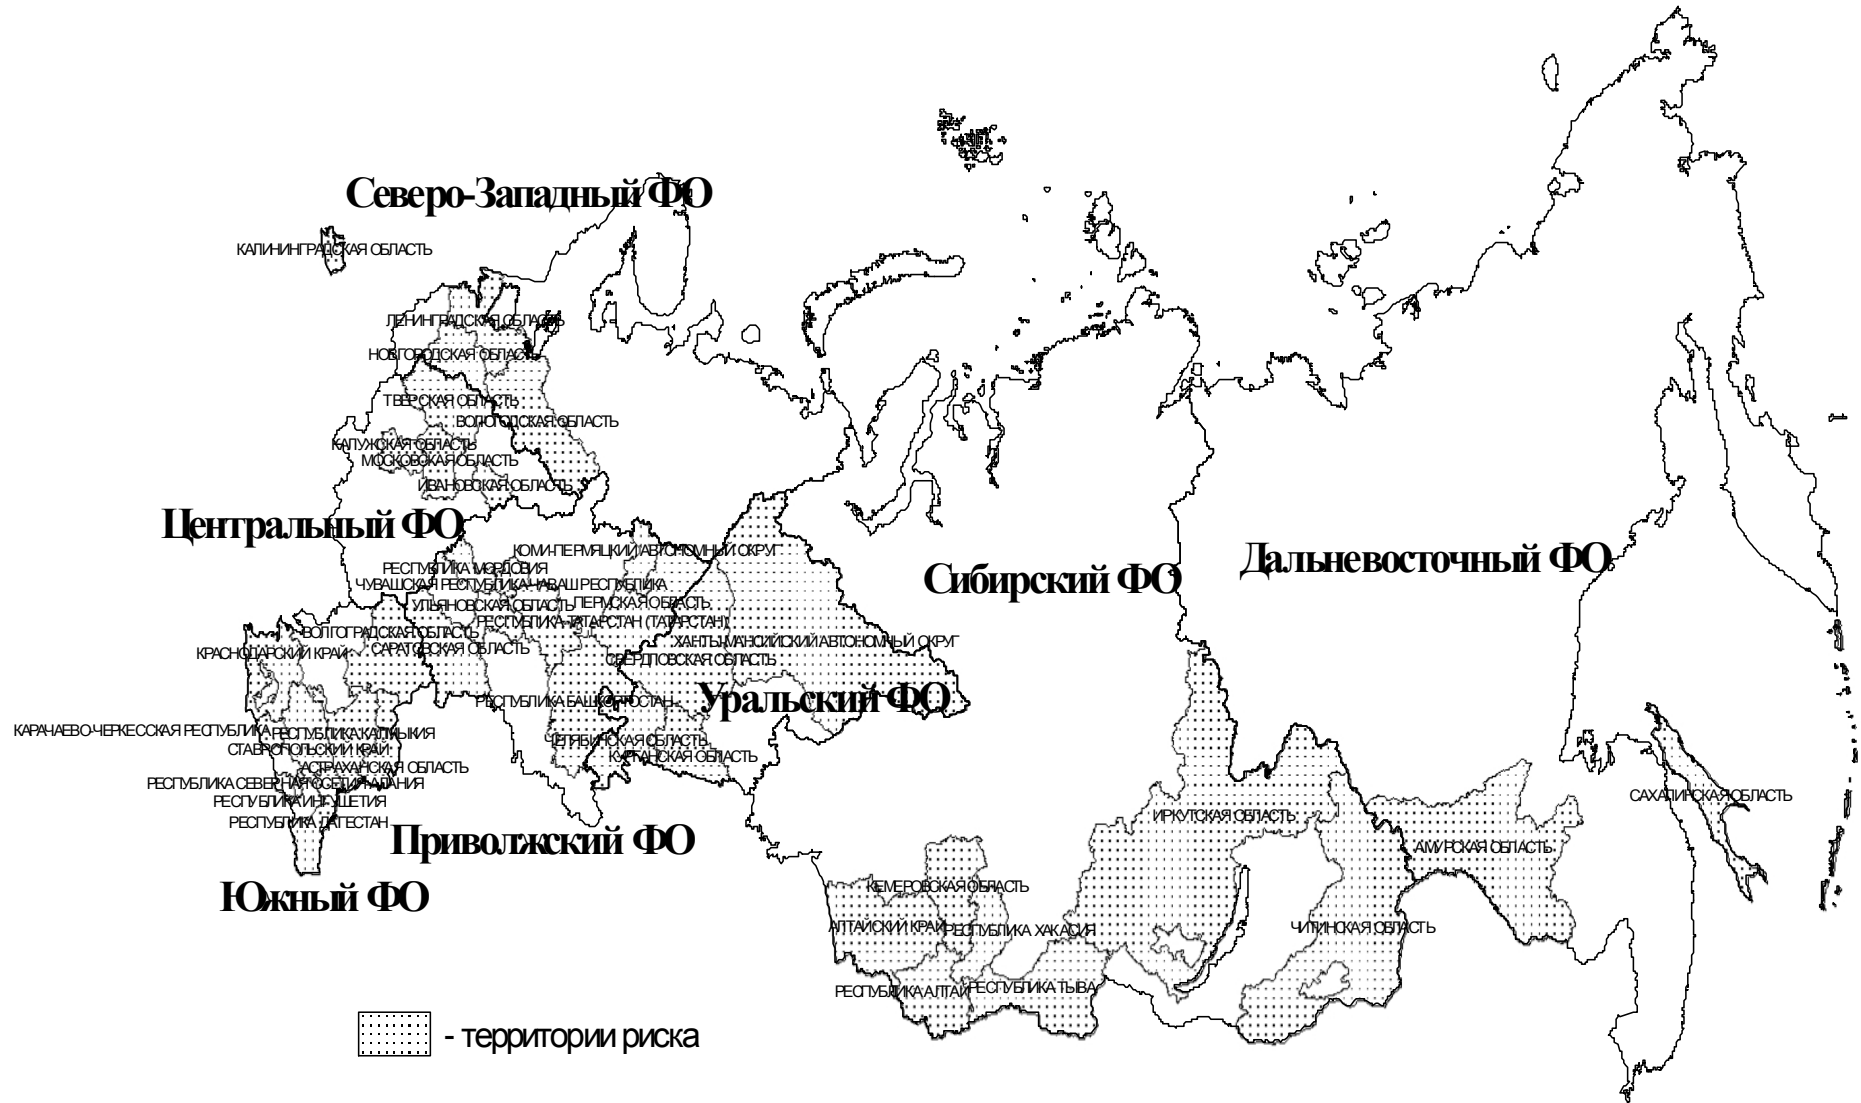 Северо-Западный ФО
КАЛИНИНГРАДСКАЯ ОБЛАСТЬ
ЛЕНИНГРАДСКАЯ ОБЛАСТЬ
НОВГОРОДСКАЯ ОБЛАСТЬ
ТВЕРСКАЯ ОБЛАСТЬ
ВОЛОГОДСКАЯ ОБЛАСТЬ
КАЛУЖСКАЯ ОБЛАСТЬ
МОСКОВСКАЯ ОБЛАСТЬ
ИВАНОВСКАЯ ОБЛАСТЬ
Центральный ФО
КОМИ-ПЕРМЯЦКИЙ АВТОНОМНЫЙ ОКРУГ
РЕСПУБЛИКА МОРДОВИЯ
ЧУВАШСКАЯ РЕСПУБЛИКА-ЧАВАШ РЕСПУБЛИКА
УЛЬЯНОВСКАЯ ОБЛАСТЬ
ПЕРМСКАЯ ОБЛАСТЬ
РЕСПУБЛИКА ТАТАРСТАН (ТАТАРСТАН)
ВОЛГОГРАДСКАЯ ОБЛАСТЬ
САРАТОВСКАЯ ОБЛАСТЬ
КРАСНОДАРСКИЙ КРАЙ
ХАНТЫ-МАНСИЙСКИЙ АВТОНОМНЫЙ ОКРУГ
СВЕРДЛОВСКАЯ ОБЛАСТЬ
Сибирский ФО
Дальневосточный ФО
РЕСПУБЛИКА БАШКОРТОСТАН
Уральский ФО
КАРАЧАЕВО-ЧЕРКЕССКАЯ РЕСПУБЛИКА
РЕСПУБЛИКА КАЛМЫКИЯ
СТАВРОПОЛЬСКИЙ КРАЙ
АСТРАХАНСКАЯ ОБЛАСТЬ
РЕСПУБЛИКА СЕВЕРНАЯ ОСЕТИЯ-АЛАНИЯ
РЕСПУБЛИКА ИНГУШЕТИЯ
РЕСПУБЛИКА ДАГЕСТАН
ЧЕЛЯБИНСКАЯ ОБЛАСТЬ
КУРГАНСКАЯ ОБЛАСТЬ
Приволжский ФО
Южный ФО
ИРКУТСКАЯ ОБЛАСТЬ
САХАЛИНСКАЯ ОБЛАСТЬ
АМУРСКАЯ ОБЛАСТЬ
КЕМЕРОВСКАЯ ОБЛАСТЬ
АЛТАЙСКИЙ КРАЙ
РЕСПУБЛИКА ХАКАСИЯ
ЧИТИНСКАЯ ОБЛАСТЬ
РЕСПУБЛИКА АЛТАЙ
РЕСПУБЛИКА ТЫВА
- территории риска